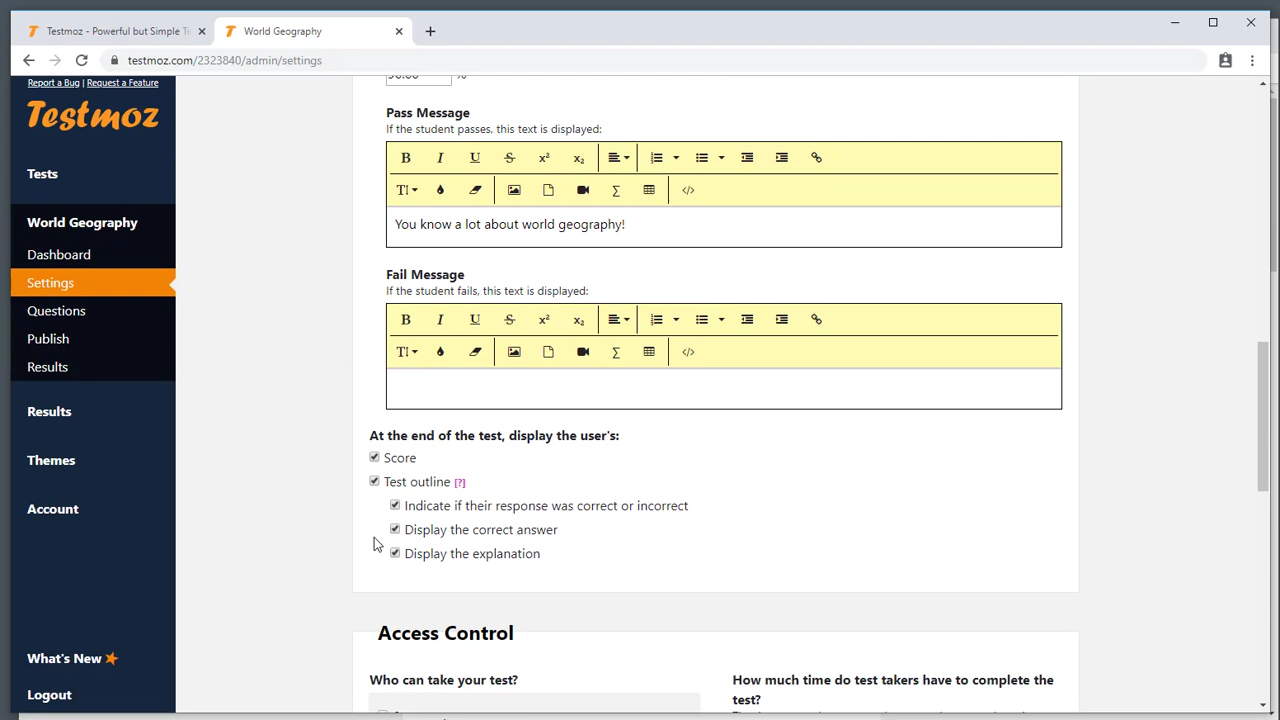 Testmoz - Powerful but Simple Te
World Geography
testmoz.com/2323840/admin/settings
Report a Bug | Request a Feature
Testmoz
Tests
World Geography
Dashboard
Settings
Questions
Publish
Results
Results
Themes
Account
What's New
Logout
%
Pass Message
If the student passes, this text is displayed:
You know a lot about world geography!
Fail Message
If the student fails, this text is displayed:
At the end of the test, display the user's:
Score
Test outline [?]
Indicate if their response was correct or incorrect
Display the correct answer
Display the explanation
Access Control
Who can take your test?
How much time do test takers have to complete the
test?